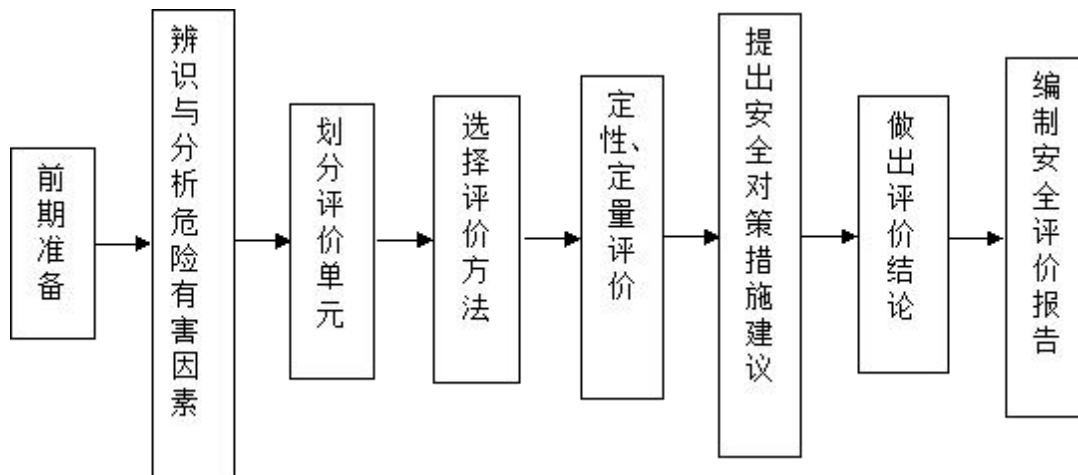 前期准备
辨识与分析危险有害因素
划分评价单元
选择评价方法
定性、定量评价
提出安全对策措施建议
做出评价结论
编制安全评价报告